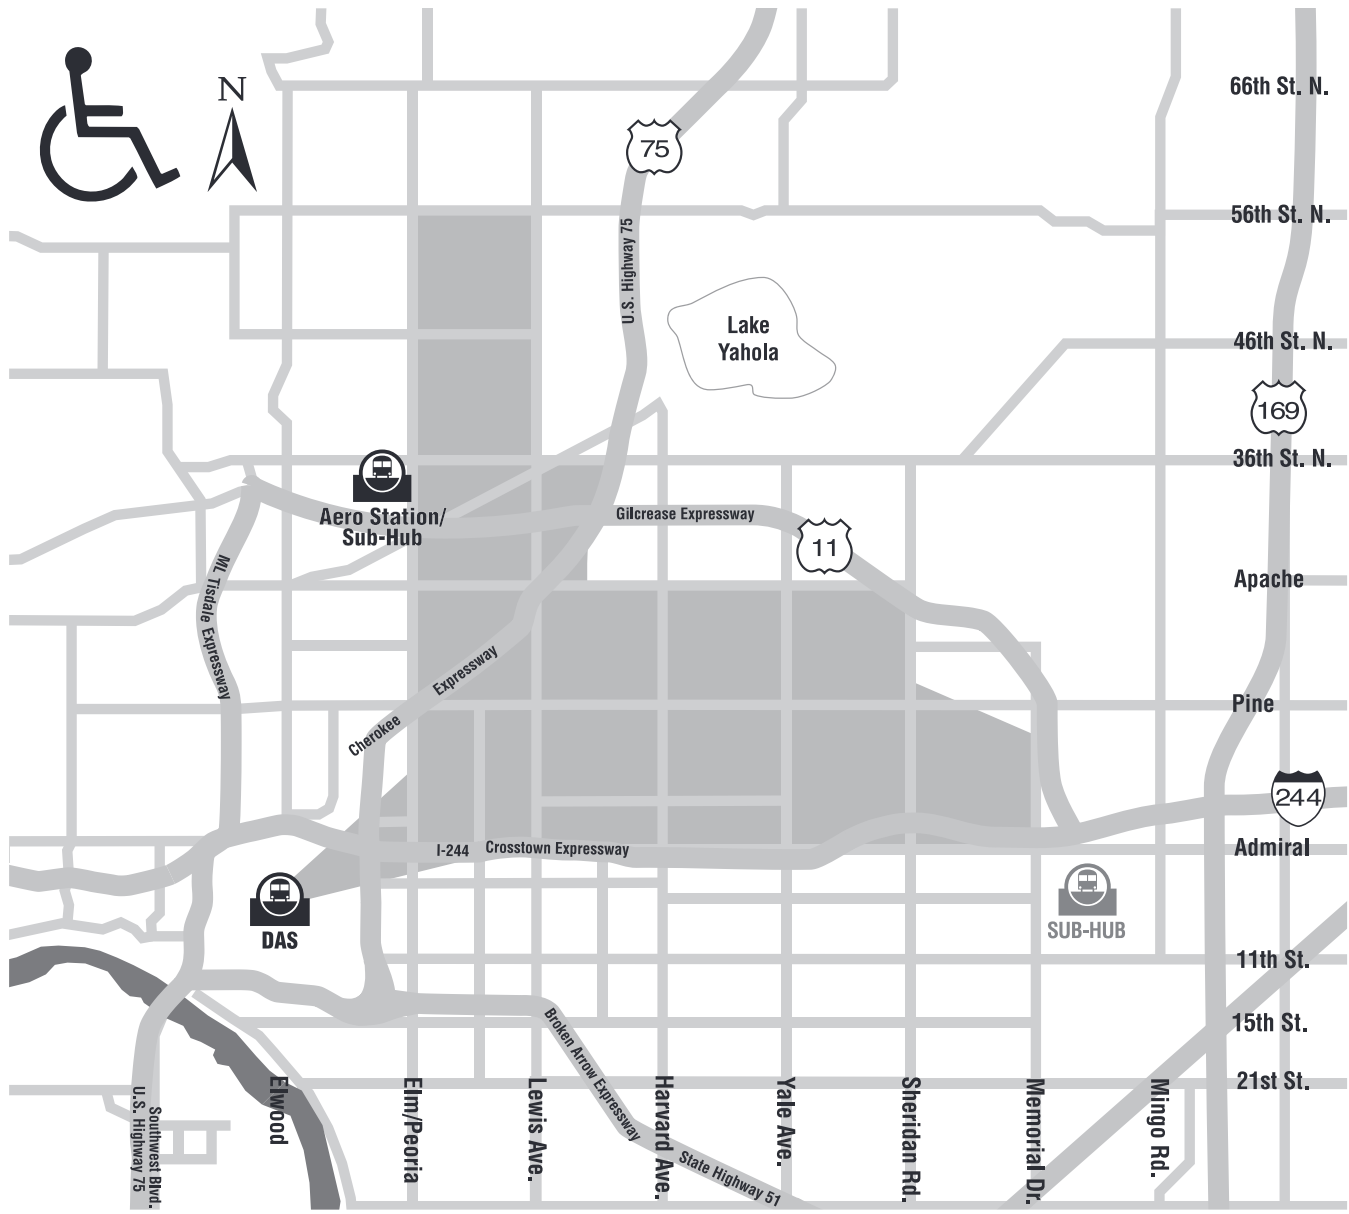 N
66th St. N.
75
56th St. N.
U.S. Highway 75
Lake
Yahola
46th St. N.
169
36th St. N.
Aero Station/
Sub-Hub
Gilcrease Expressway
11
ML Tisdale Expressway
Apache
Cherokee Expressway
Pine
244
I-244 Crosstown Expressway
Admiral
DAS
SUB-HUB
11th St.
15th St.
Broken Arrow Expressway
State Highway 51
21st St.
U.S. Highway 75
Southwest Blvd.
Elwood
Elm/Peoria
Lewis Ave.
Harvard Ave.
Yale Ave.
Sheridan Rd.
Memorial Dr.
Mingo Rd.